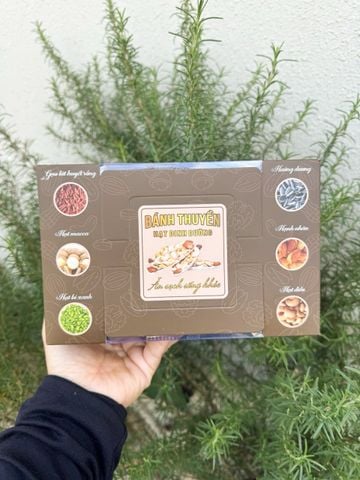 Gạo lứt huyết rồng
Hạt macca
Hạt bí xanh
BÁNH THUYỀN
HẠT DINH DƯỠNG
Ăn sạch sống khỏe
Hướng dương
Hạnh nhân
Hạt điều